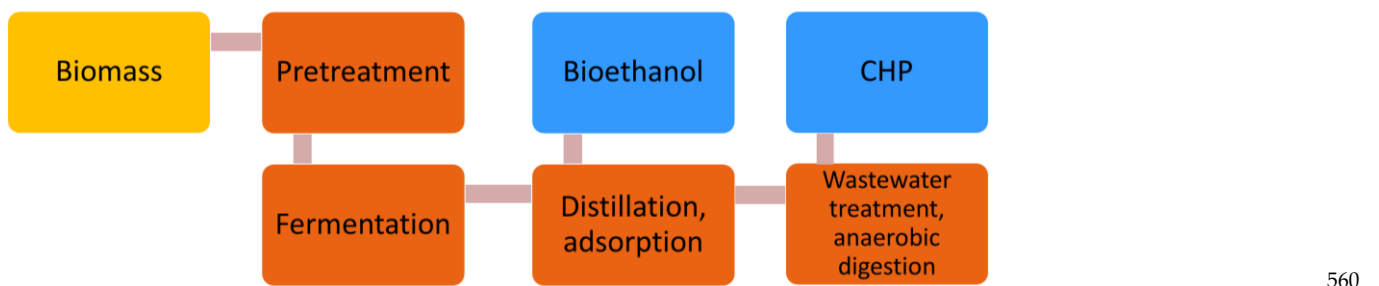 Biomass
Pretreatment
Bioethanol
CHP
Fermentation
Distillation,
adsorption
Wastewater
treatment,
anaerobic
digestion
560